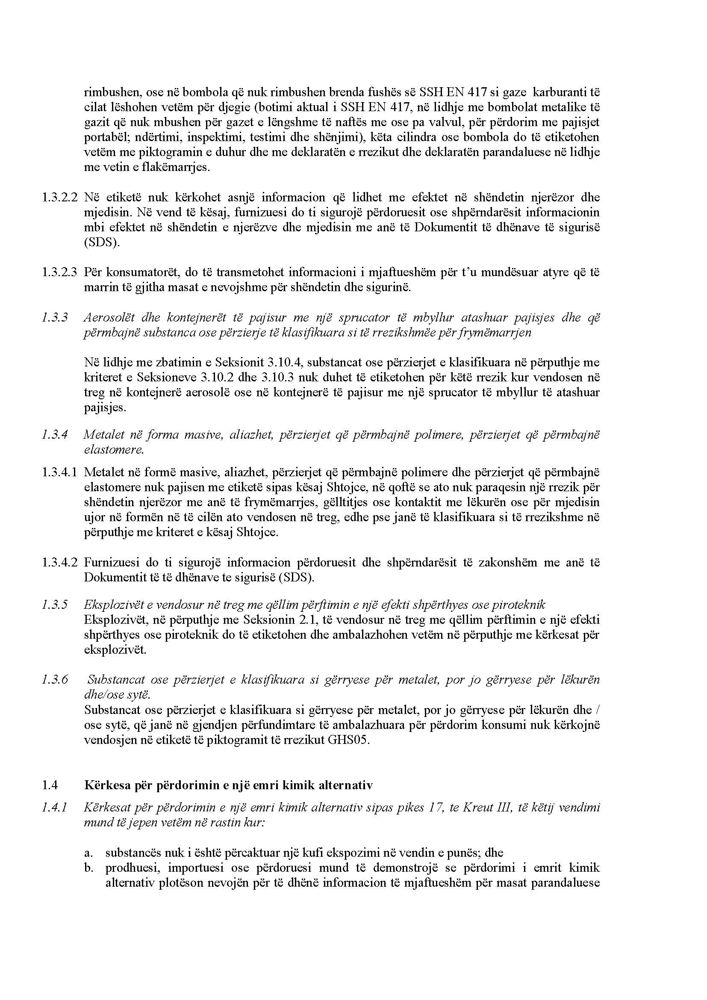 rimbushen, ose në bombola që nuk rimbushen brenda fushës së SSH EN 417 si gaze karburanti të
cilat lëshohen vetëm për djegie (botimi aktual i SSH EN 417, në lidhje me bombolat metalike të
gazit që nuk mbushen për gazet e lëngshme të naftës me ose pa valvul, për përdorim me pajisjet
portabël; ndërtimi, inspektimi, testimi dhe shënjimi), këta cilindra ose bombola do të etiketohen
vetëm me piktogramin e duhur dhe me deklaratën e rrezikut dhe deklaratën parandaluese në lidhje
me vetin e flakëmarrjes.
1.3.2.2 Në etiketë nuk kërkohet asnjë informacion që lidhet me efektet në shëndetin njerëzor dhe
mjedisin. Në vend të kësaj, furnizuesi do ti sigurojë përdoruesit ose shpërndarësit informacionin
mbi efektet në shëndetin e njerëzve dhe mjedisin me anë të Dokumentit të dhënave të sigurisë
(SDS).
1.3.2.3 Për konsumatorët, do të transmetohet informacioni i mjaftueshëm për t’u mundësuar atyre që të
marrin të gjitha masat e nevojshme për shëndetin dhe sigurinë.
1.3.3 Aerosolët dhe kontejnerët të pajisur me një sprucator të mbyllur atashuar pajisjes dhe që
përmbajnë substanca ose përzierje të klasifikuara si të rrezikshmëe për frymëmarrjen
Në lidhje me zbatimin e Seksionit 3.10.4, substancat ose përzierjet e klasifikuara në përputhje me
kriteret e Seksioneve 3.10.2 dhe 3.10.3 nuk duhet të etiketohen për këtë rrezik kur vendosen në
treg në kontejnerë aerosolë ose në kontejnerë të pajisur me një sprucator të mbyllur të atashuar
pajisjes.
1.3.4 Metalet në forma masive, aliazhet, përzierjet që përmbajnë polimere, përzierjet që përmbajnë
elastomere.
1.3.4.1 Metalet në formë masive, aliazhet, përzierjet që përmbajnë polimere dhe përzierjet që përmbajnë
elastomere nuk pajisen me etiketë sipas kësaj Shtojce, në qoftë se ato nuk paraqesin një rrezik për
shëndetin njerëzor me anë të frymëmarrjes, gëlltitjes ose kontaktit me lëkurën ose për mjedisin
ujor në formën në të cilën ato vendosen në treg, edhe pse janë të klasifikuara si të rrezikshme në
përputhje me kriteret e kësaj Shtojce.
1.3.4.2 Furnizuesi do ti sigurojë informacion përdoruesit dhe shpërndarësit të zakonshëm me anë të
Dokumentit të të dhënave te sigurisë (SDS).
1.3.5 Eksplozivët e vendosur në treg me qëllim përftimin e një efekti shpërthyes ose piroteknik
Eksplozivët, në përputhje me Seksionin 2.1, të vendosur në treg me qëllim përftimin e një efekti
shpërthyes ose piroteknik do të etiketohen dhe ambalazhohen vetëm në përputhje me kërkesat për
eksplozivët.
1.3.6 Substancat ose përzierjet e klasifikuara si gërryese për metalet, por jo gërryese për lëkurën
dhe/ose sytë.
Substancat ose përzierjet e klasifikuara si gërryese për metalet, por jo gërryese për lëkurën dhe /
ose sytë, që janë në gjendjen përfundimtare të ambalazhuara për përdorim konsumi nuk kërkojnë
vendosjen në etiketë të piktogramit të rrezikut GHS05.
1.4 Kërkesa për përdorimin e një emri kimik alternativ
1.4.1 Kërkesat për përdorimin e një emri kimik alternativ sipas pikes 17, te Kreut III, të këtij vendimi
mund të jepen vetëm në rastin kur:
a. substancës nuk i është përcaktuar një kufi ekspozimi në vendin e punës; dhe
b. prodhuesi, importuesi ose përdoruesi mund të demonstrojë se përdorimi i emrit kimik
alternativ plotëson nevojën për të dhënë informacion të mjaftueshëm për masat parandaluese